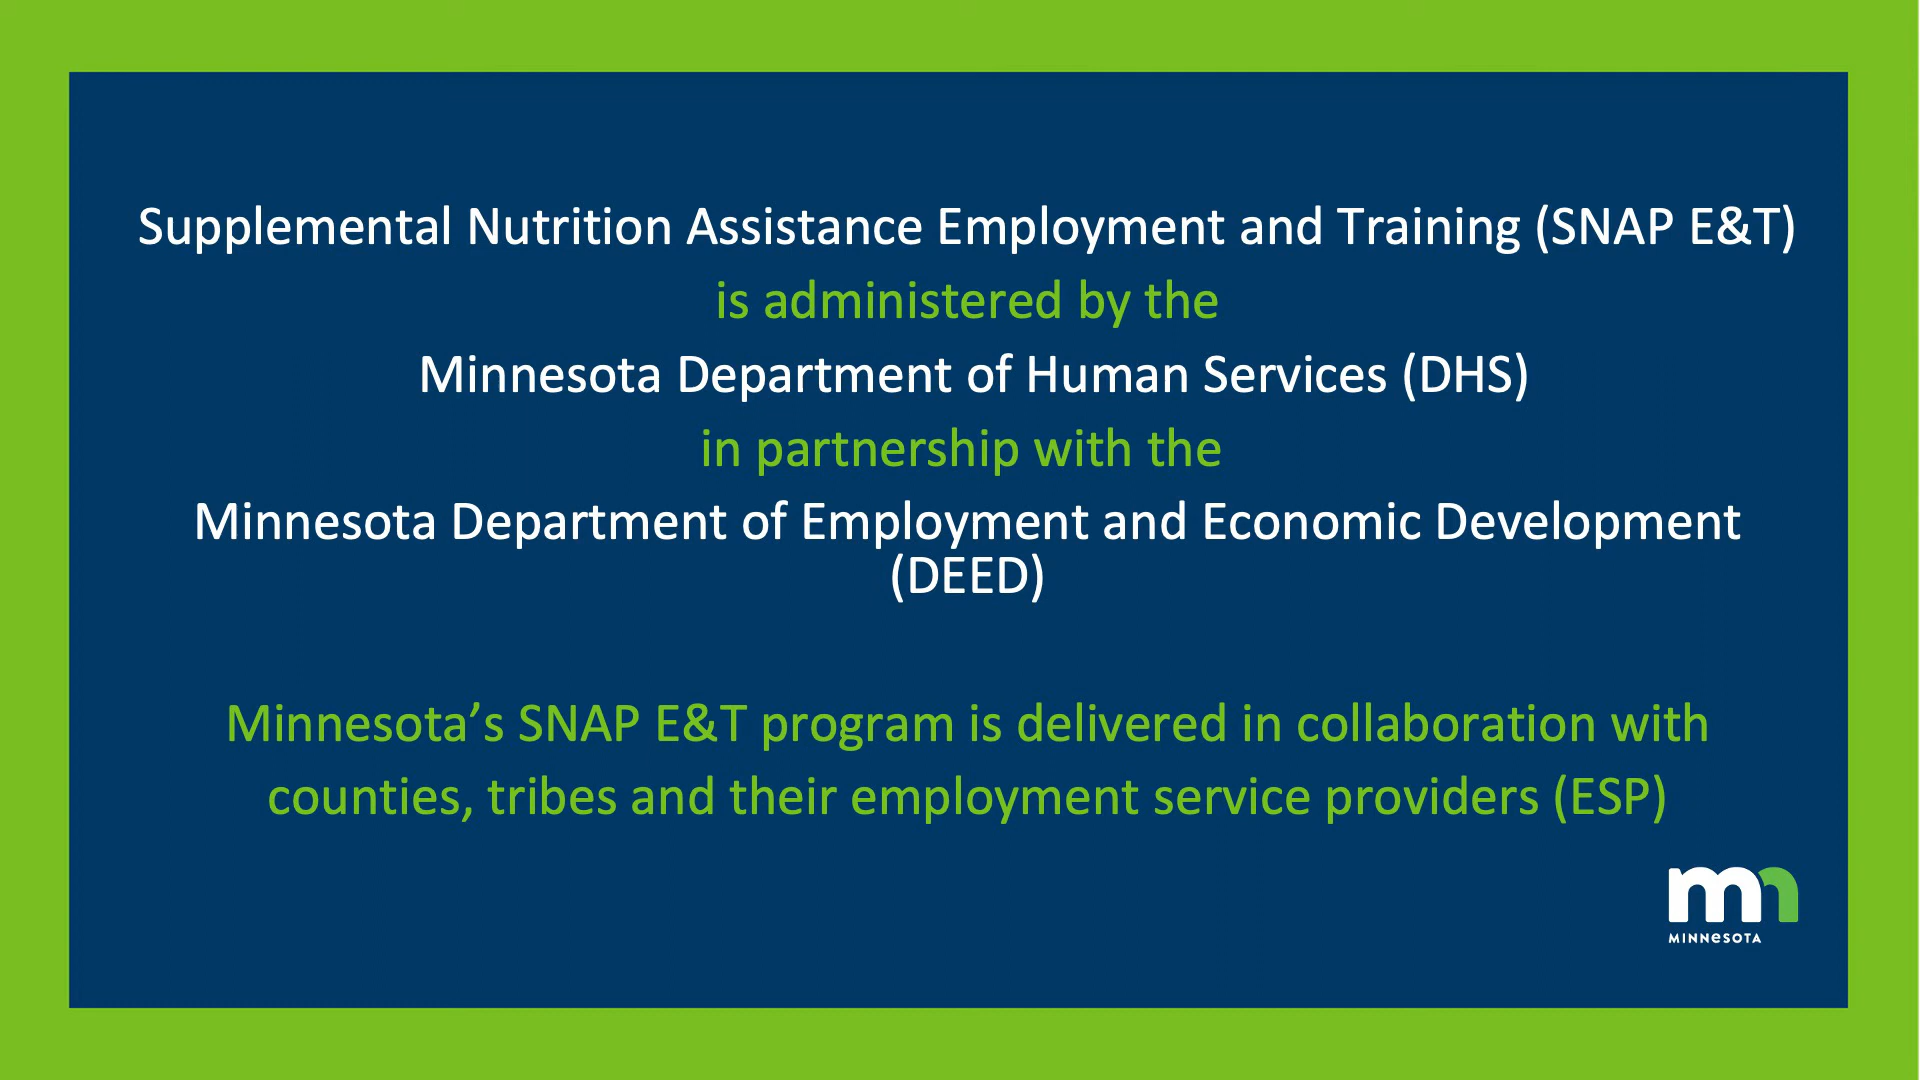 Supplemental Nutrition Assistance Employment and Training (SNAP E&T)
is administered by the
Minnesota Department of Human Services (DHS)
in partnership with the
Minnesota Department of Employment and Economic Development
(DEED)
Minnesota’s SNAP E&T program is delivered in collaboration with
counties, tribes and their employment service providers (ESP)
mn
MINNeSOTA